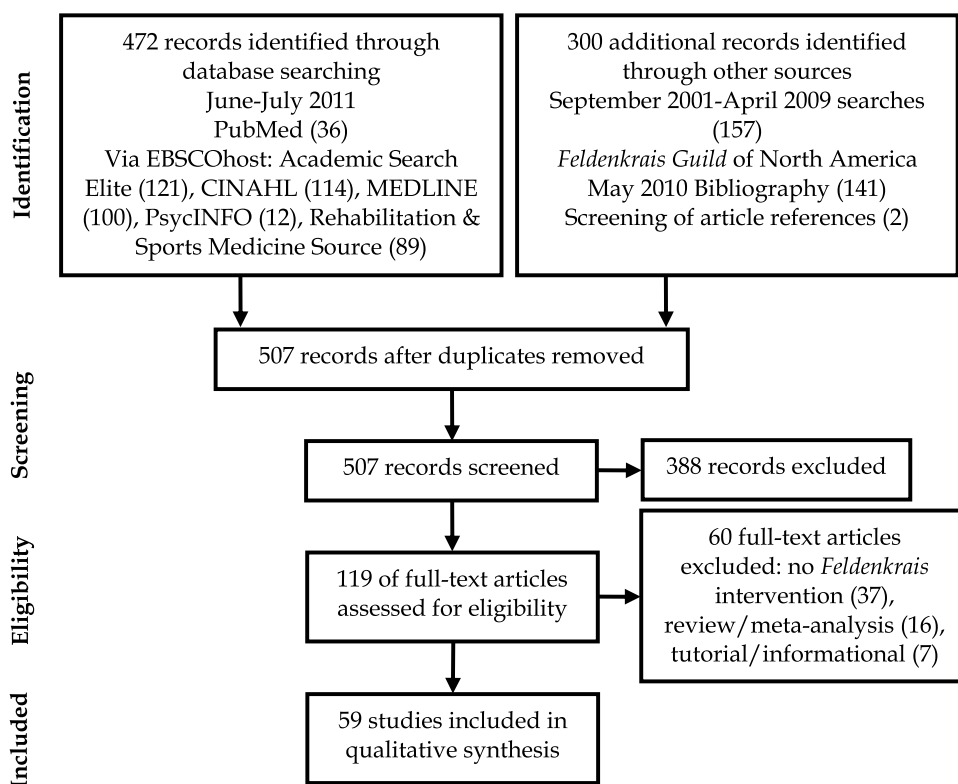 Identification
472 records identified through
database searching
June-July 2011
PubMed (36)
Via EBSCOhost: Academic Search
Elite (121), CINAHL (114), MEDLINE
(100), PsycINFO (12), Rehabilitation &
Sports Medicine Source (89)
300 additional records identified
through other sources
September 2001-April 2009 searches
(157)
Feldenkrais Guild of North America
May 2010 Bibliography (141)
Screening of article references (2)
507 records after duplicates removed
Screening
507 records screened
388 records excluded
Eligibility
119 of full-text articles
assessed for eligibility
60 full-text articles
excluded: no Feldenkrais
intervention (37),
review/meta-analysis (16),
tutorial/informational (7)
Included
59 studies included in
qualitative synthesis